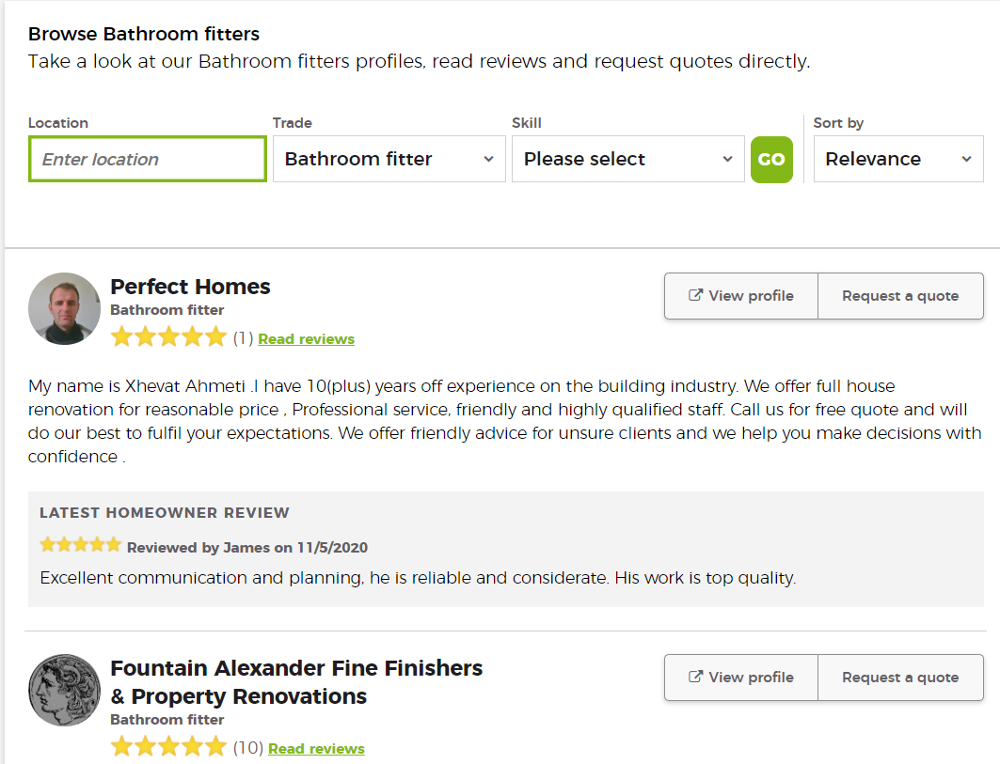 Browse Bathroom fitters
Take a look at our Bathroom fitters profiles, read reviews and request quotes directly.
Location
Trade
Skill
Sort by
Enter location
Bathroom fitter
Please select
GO
Relevance
Perfect Homes
Bathroom fitter
(1) Read reviews
View profile
Request a quote
My name is Xhevat Ahmeti .I have 10(plus) years off experience on the building industry. We offer full house
renovation for reasonable price , Professional service, friendly and highly qualified staff. Call us for free quote and will
do our best to fulfil your expectations. We offer friendly advice for unsure clients and we help you make decisions with
confidence .
LATEST HOMEOWNER REVIEW
Reviewed by James on 11/5/2020
Excellent communication and planning, he is reliable and considerate. His work is top quality.
Fountain Alexander Fine Finishers
& Property Renovations
Bathroom fitter
(10) Read reviews
View profile
Request a quote